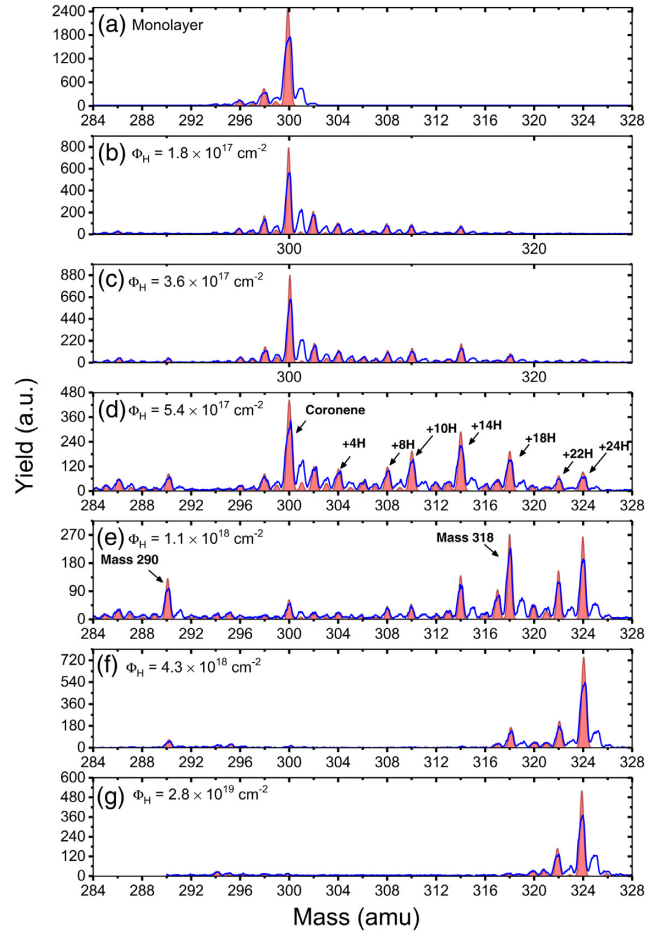 (a) Monolayer
2400
1800
1200
600
0
284 288 292 296 300 304 308 312 316 320 324 328
(b) Φ_H = 1.8 × 10^17 cm^-2
800
600
400
200
0
300 320
(c) Φ_H = 3.6 × 10^17 cm^-2
880
660
440
220
0
300 320
(d) Φ_H = 5.4 × 10^17 cm^-2
Coronene
+4H
+8H
+10H
+14H
+18H
+22H
+24H
480
360
240
120
0
284 288 292 296 300 304 308 312 316 320 324 328
(e) Φ_H = 1.1 × 10^18 cm^-2
Mass 290
Mass 318
270
180
90
0
284 288 292 296 300 304 308 312 316 320 324 328
(f) Φ_H = 4.3 × 10^18 cm^-2
720
540
360
180
0
284 288 292 296 300 304 308 312 316 320 324 328
(g) Φ_H = 2.8 × 10^19 cm^-2
600
480
360
240
120
0
284 288 292 296 300 304 308 312 316 320 324 328
Yield (a.u.)
Mass (amu)